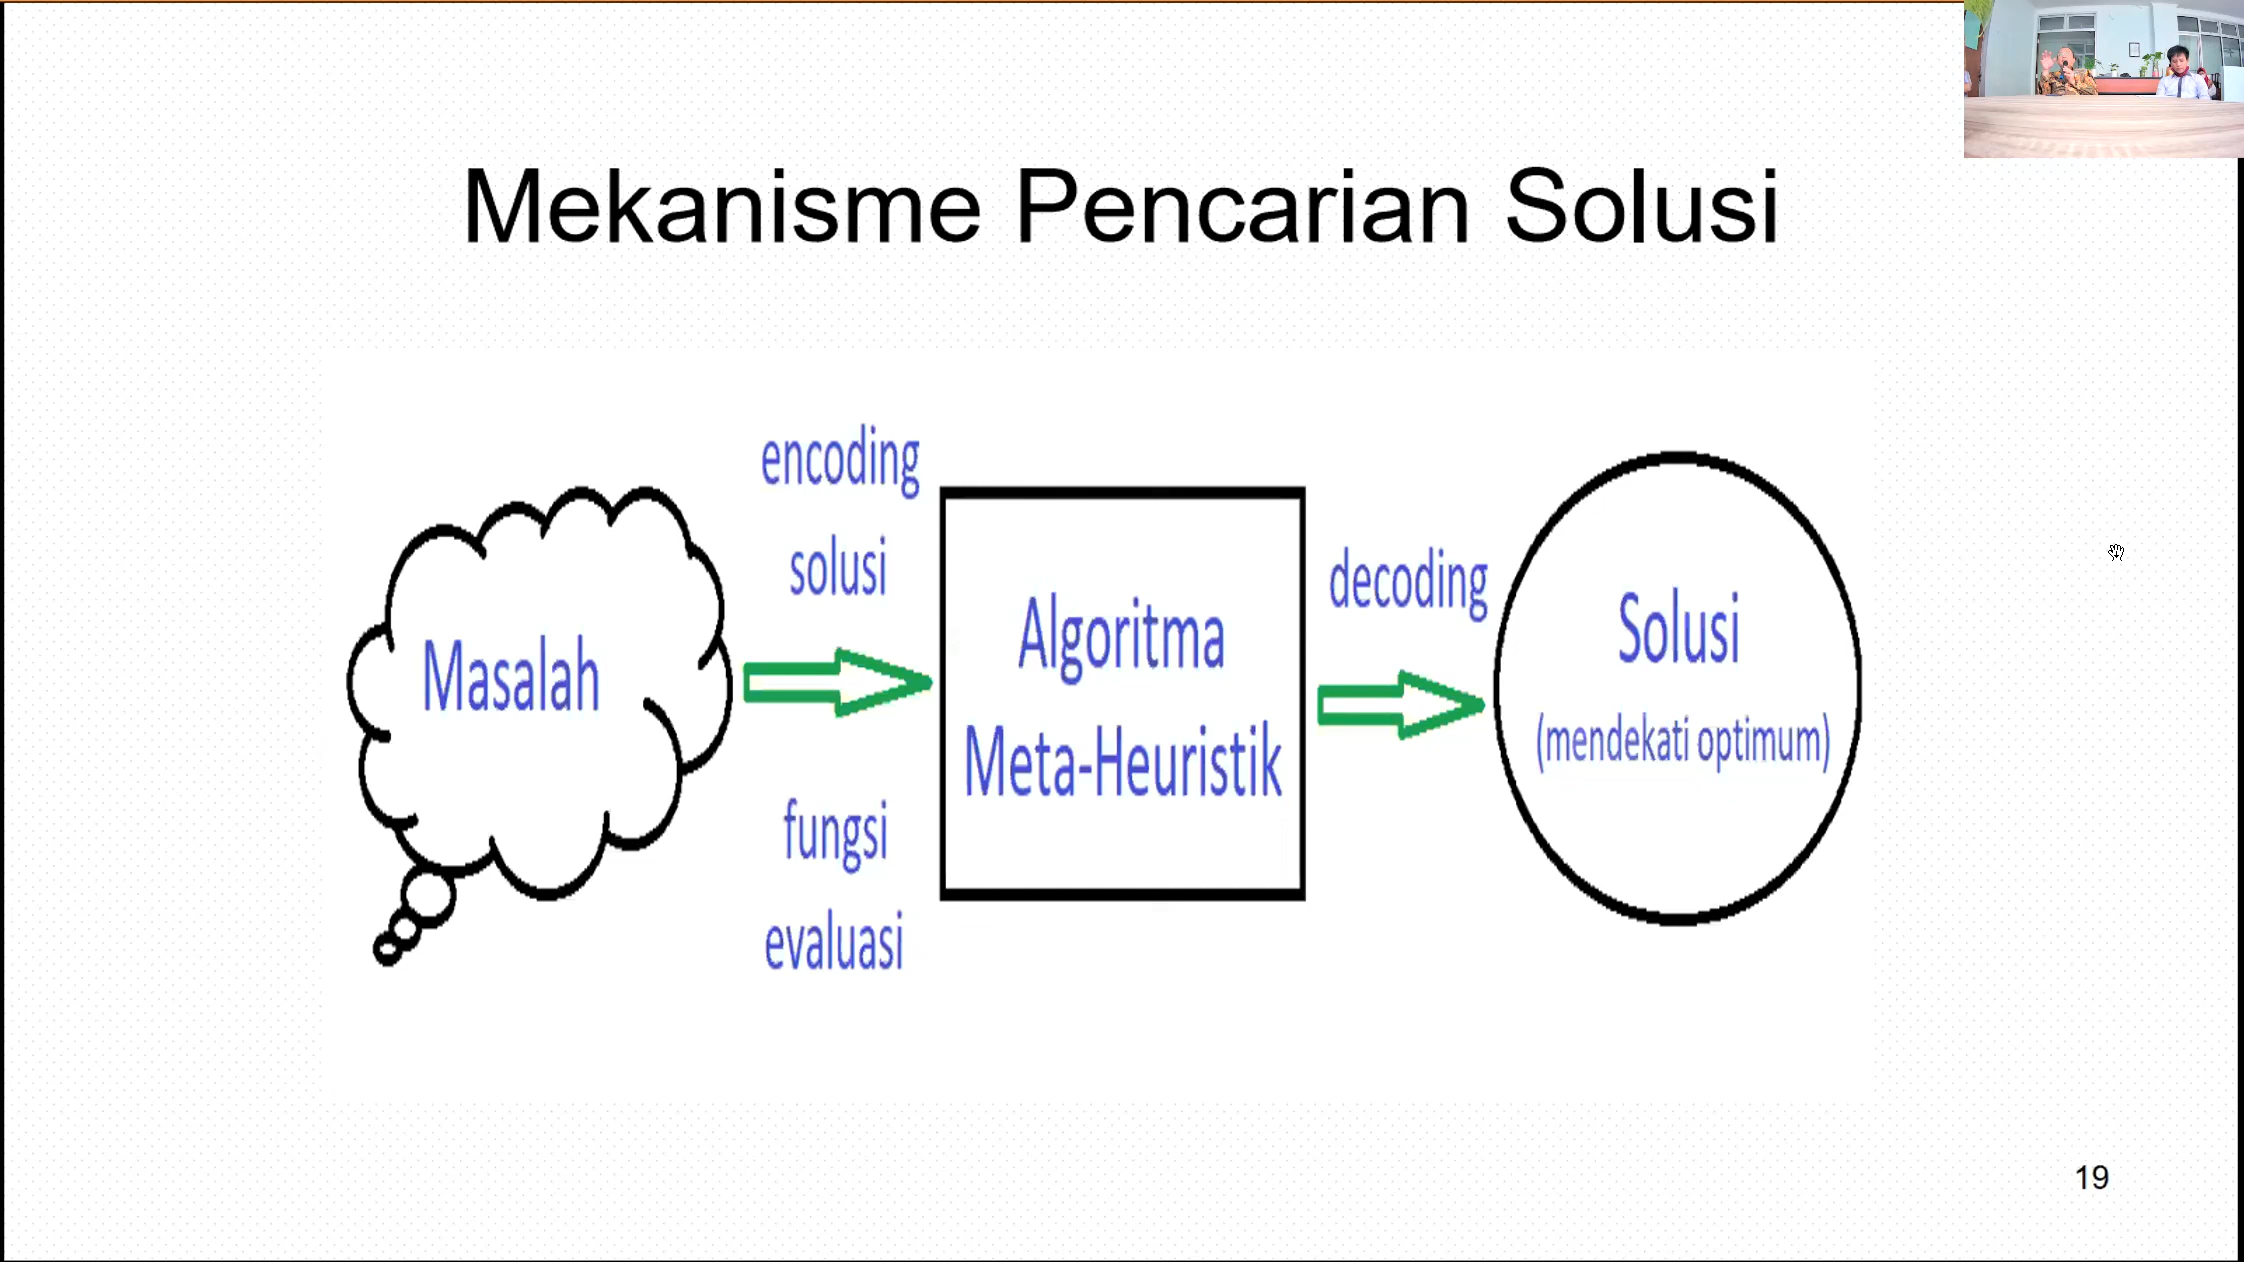 Mekanisme Pencarian Solusi
Masalah
encoding
solusi
fungsi
evaluasi
Algoritma
Meta-Heuristik
decoding
Solusi
(mendekati optimum)
19